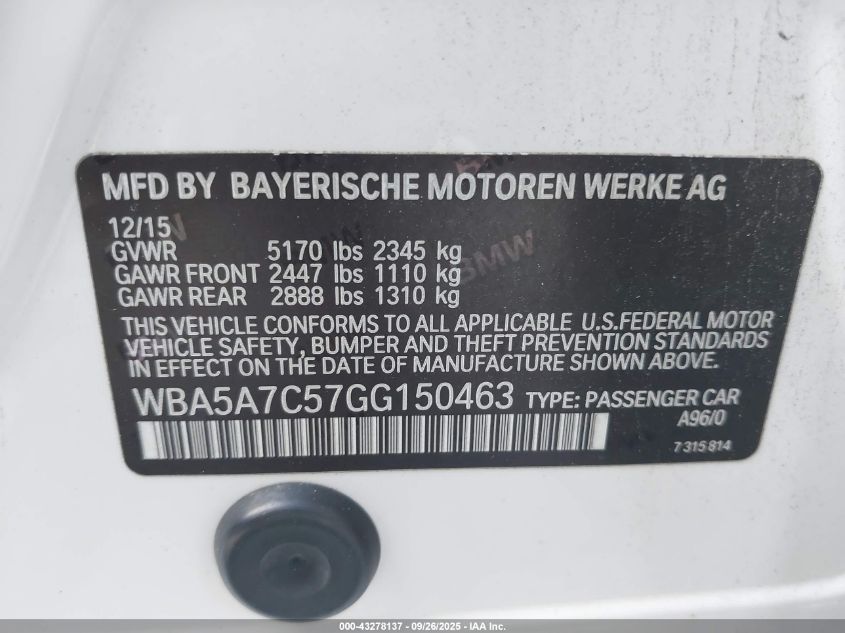 MFD BY BAYERISCHE MOTOREN WERKE AG
12/15
GVWR 5170 lbs 2345 kg
GAWR FRONT 2447 lbs 1110 kg
GAWR REAR 2888 lbs 1310 kg
THIS VEHICLE CONFORMS TO ALL APPLICABLE U.S.FEDERAL MOTOR
VEHICLE SAFETY, BUMPER AND THEFT PREVENTION STANDARDS
IN EFFECT ON THE DATE OF MANUFACTURE SHOWN ABOVE.
WBA5A7C57GG150463 TYPE: PASSENGER CAR
A96/0
7 315 814
BMW
BMW
BMW
000-43278137 - 09/26/2025 - IAA Inc.